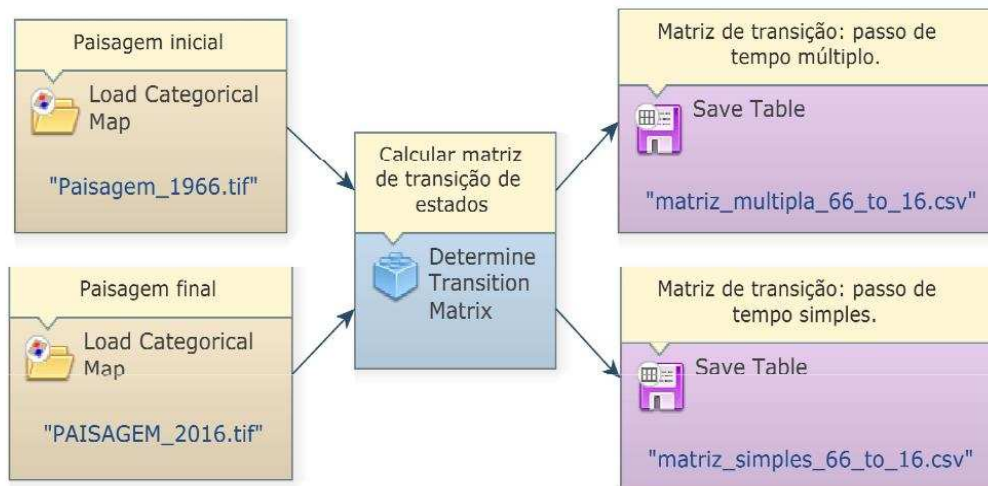 Paisagem inicial
Load Categorical
Map
"Paisagem_1966.tif"
Paisagem final
Load Categorical
Map
"PAISAGEM_2016.tif"
Calcular matriz
de transição de
estados
Determine
Transition
Matrix
Matriz de transição: passo de
tempo múltiplo.
Save Table
"matriz_multipla_66_to_16.csv"
Matriz de transição: passo de
tempo simples.
Save Table
"matriz_simples_66_to_16.csv"